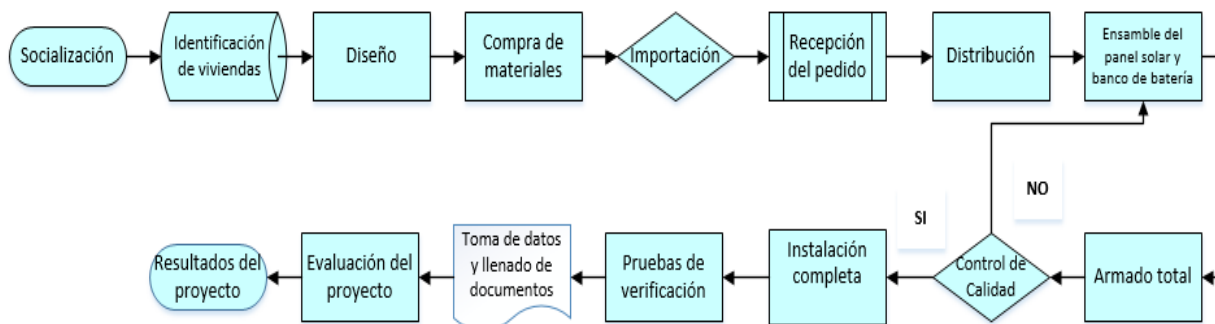 Socialización
Identificación
de viviendas
Diseño
Compra de
materiales
Importación
Recepción
del pedido
Distribución
Ensamble del
panel solar y
banco de batería
NO
SI
Resultados del
proyecto
Evaluación del
proyecto
Toma de datos
y llenado de
documentos
Pruebas de
verificación
Instalación
completa
Control de
Calidad
Armado total